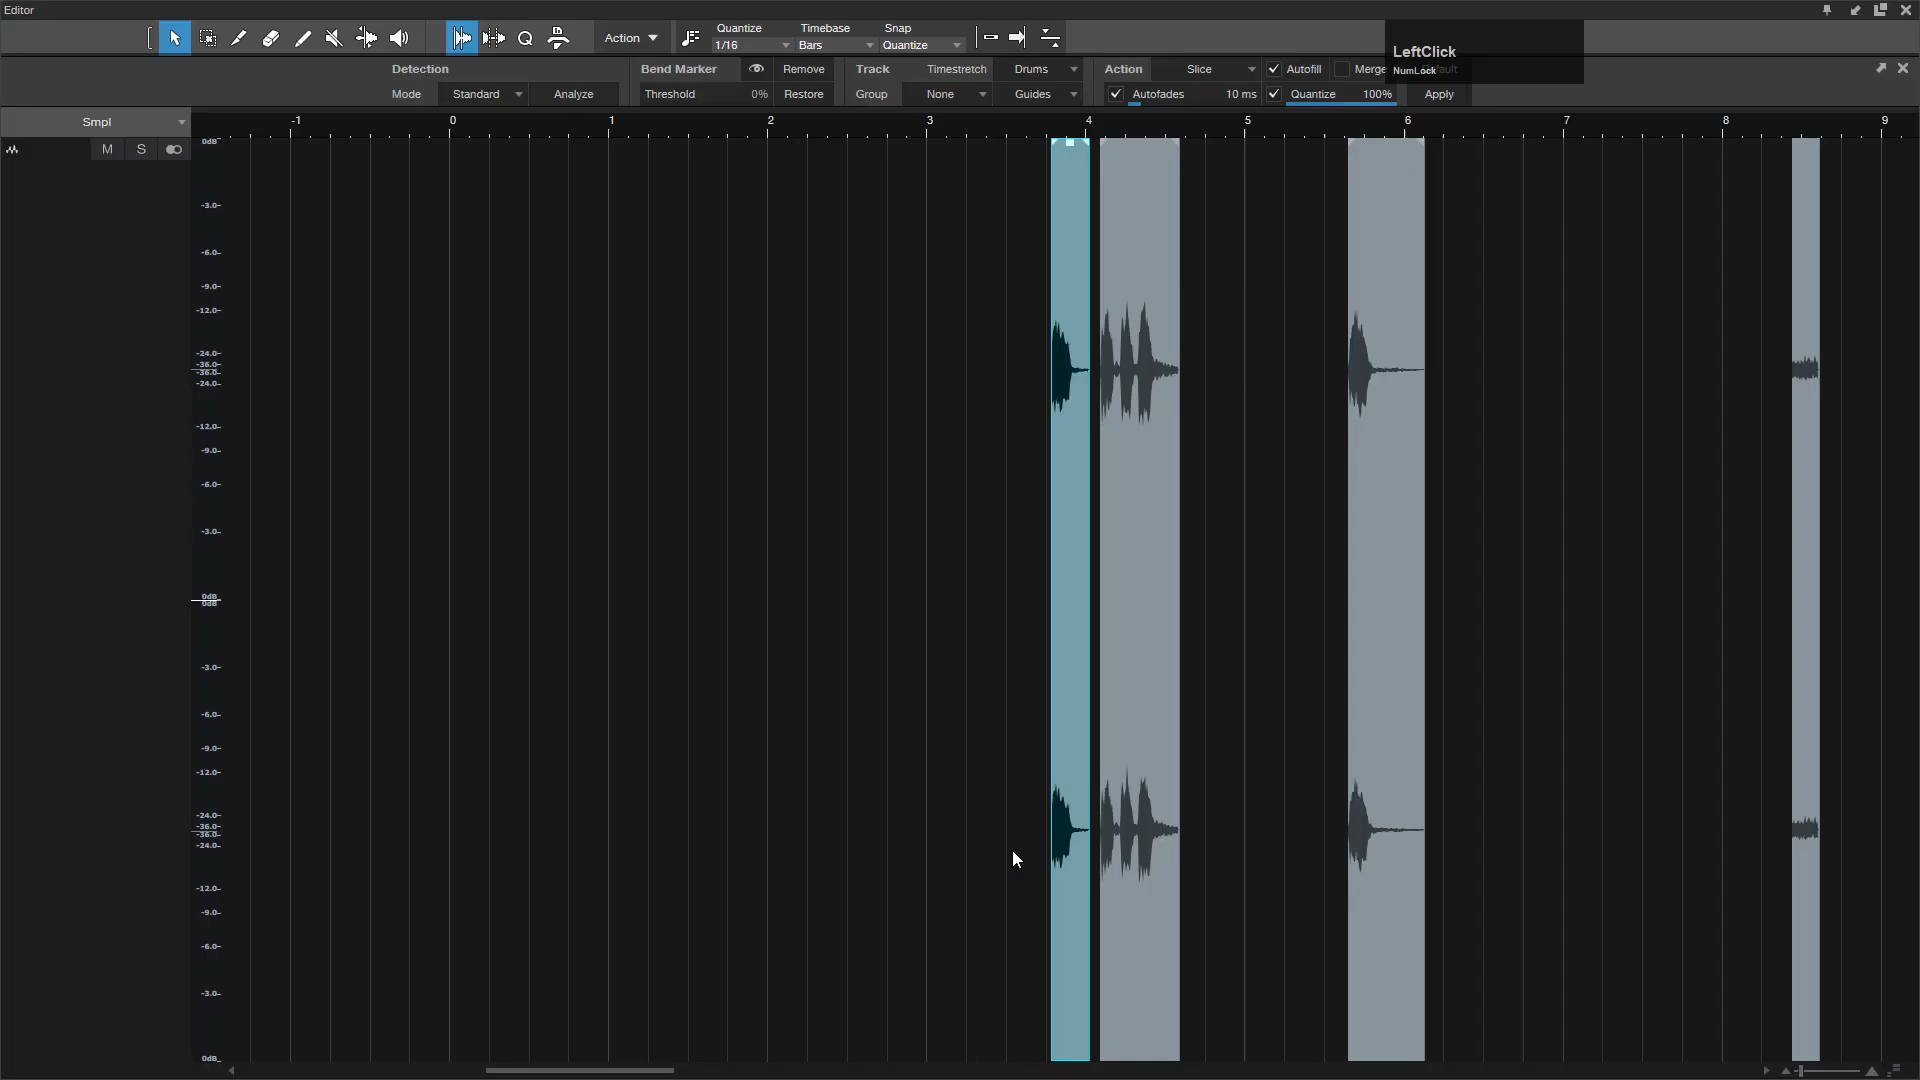 Editor
Action
Quantize
1/16
Timebase
Bars
Snap
Quantize
LeftClick
NumLock
Detection
Mode
Standard
Analyze
Bend Marker
Remove
Threshold
0%
Restore
Track
Timestretch
Drums
Group
None
Guides
Action
Slice
Autofill
Merge
Default
Autofades
10 ms
Quantize
100%
Apply
Smpl
M
S
-1
0
1
2
3
4
5
6
7
8
9
0dB
-3.0
-6.0
-9.0
-12.0
-24.0
-36.0
-36.0
-24.0
-12.0
-9.0
-6.0
-3.0
0dB
0dB
-3.0
-6.0
-9.0
-12.0
-24.0
-36.0
-36.0
-24.0
-12.0
-9.0
-6.0
-3.0
0dB